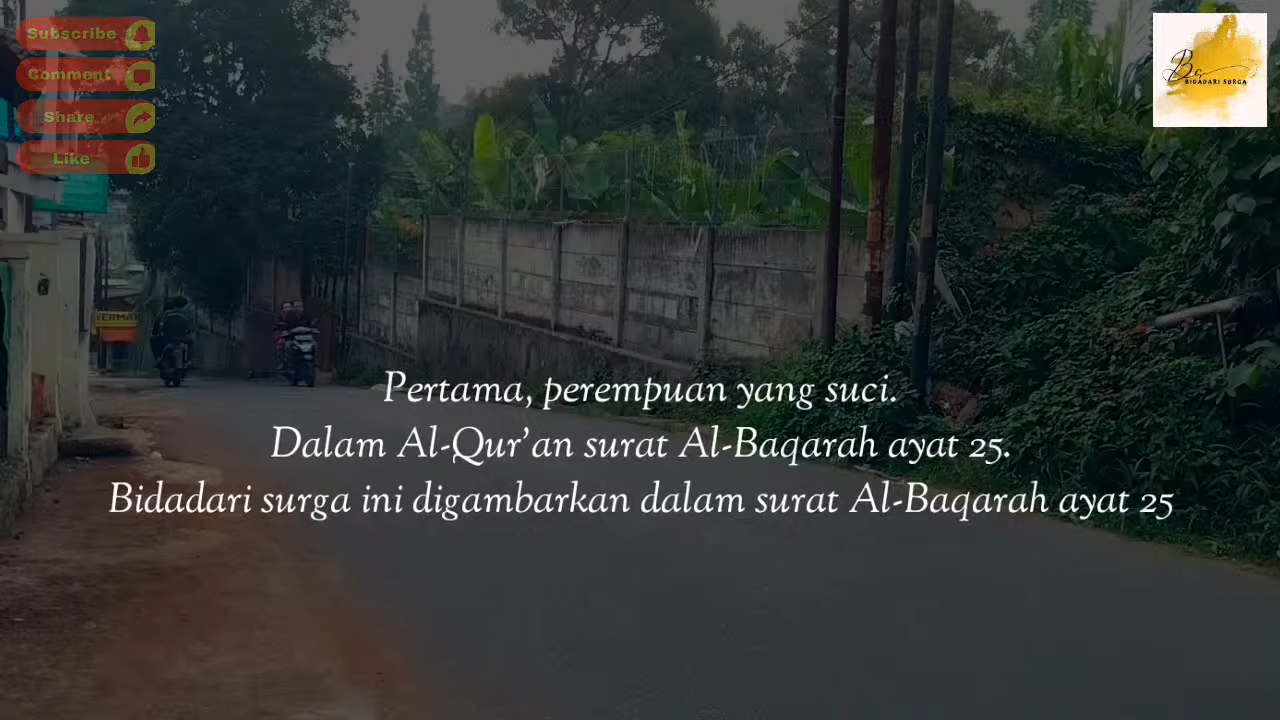 Subscribe
Comment
Share
Like
Bs
BIDADARI SURGA
Pertama, perempuan yang suci.
Dalam Al-Qur'an surat Al-Baqarah ayat 25.
Bidadari surga ini digambarkan dalam surat Al-Baqarah ayat 25